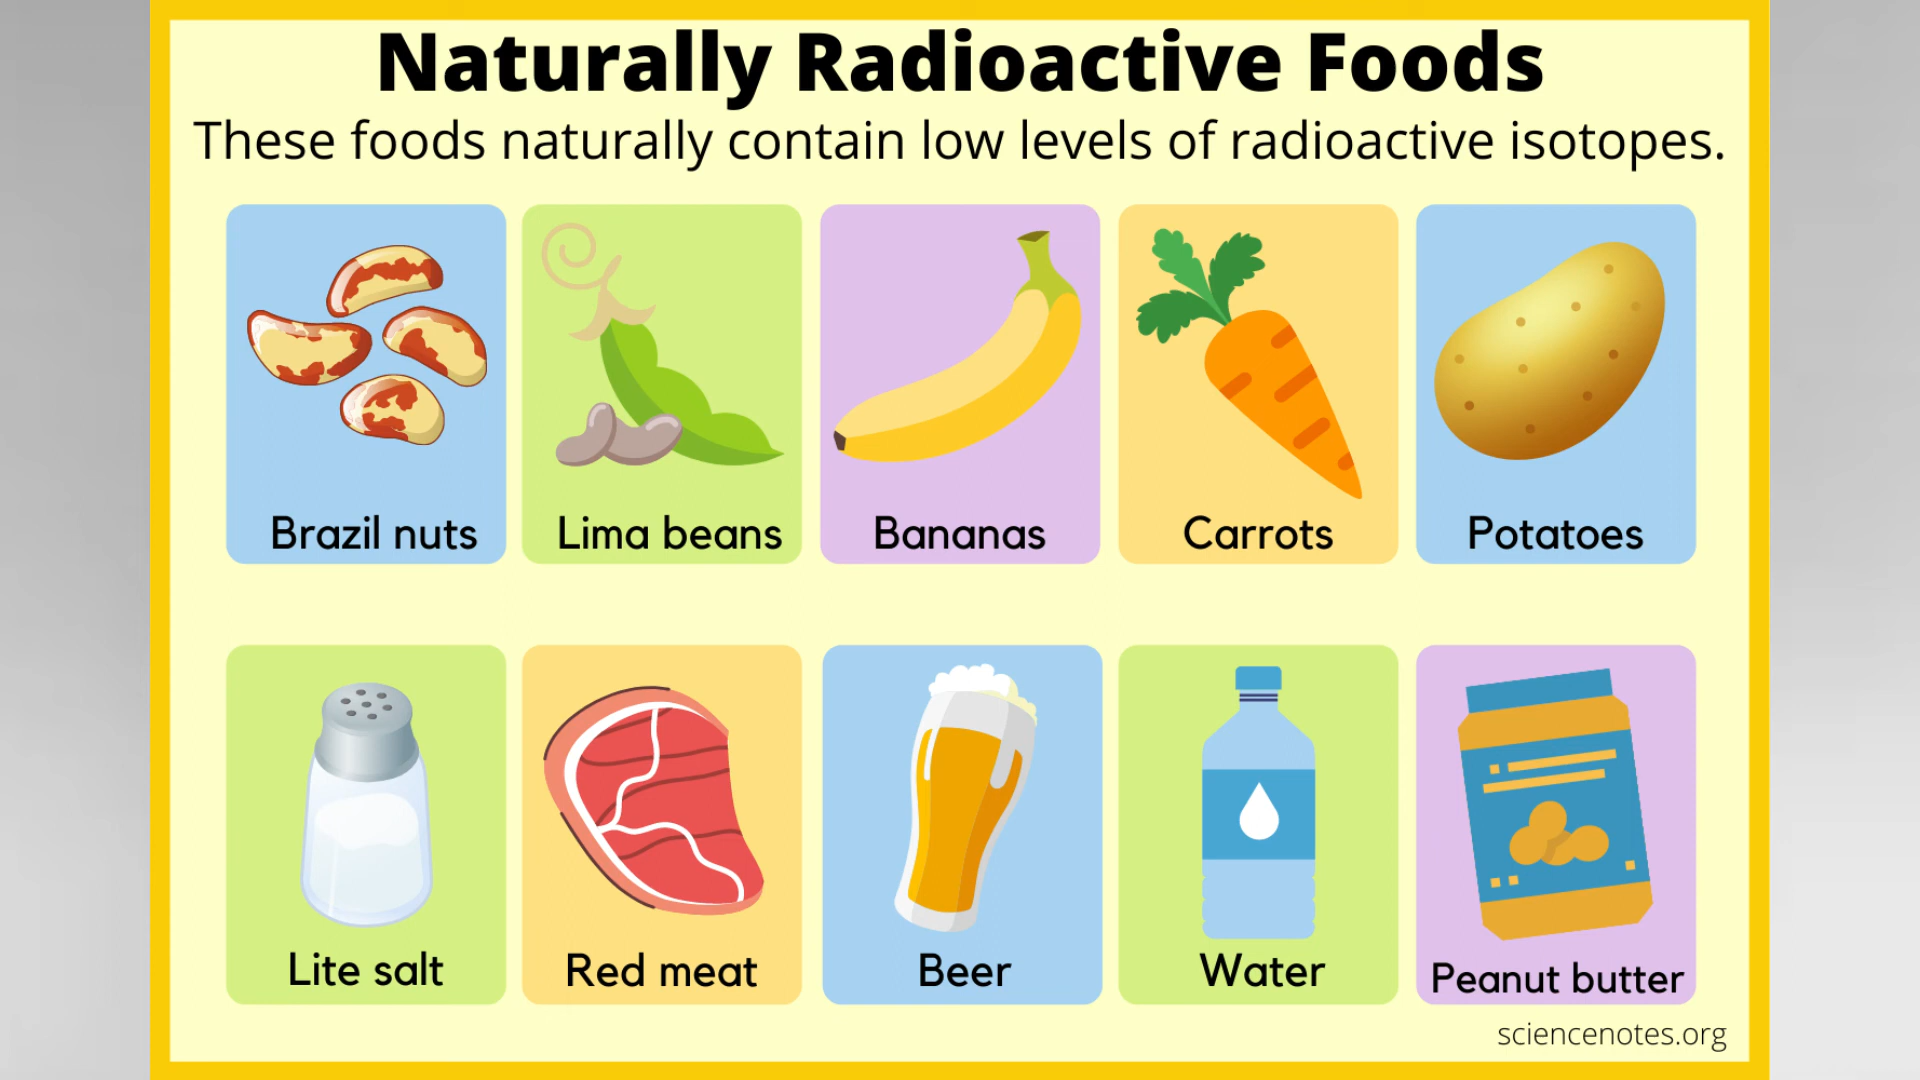 Naturally Radioactive Foods
These foods naturally contain low levels of radioactive isotopes.
Brazil nuts
Lima beans
Bananas
Carrots
Potatoes
Lite salt
Red meat
Beer
Water
Peanut butter
sciencenotes.org